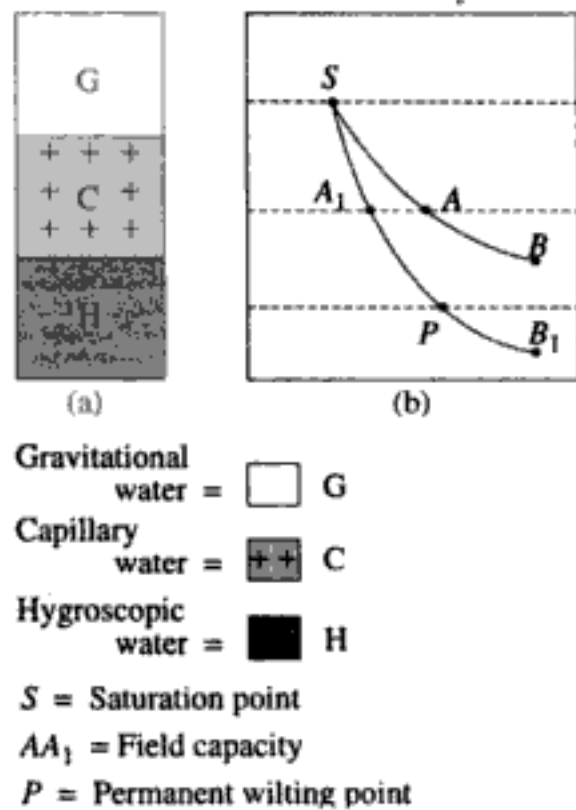 G
C
H
(a)
S
A₁ A
B
P B₁
(b)
Gravitational
water = G
Capillary
water = ++ C
Hygroscopic
water = H
S = Saturation point
AA₁ = Field capacity
P = Permanent wilting point